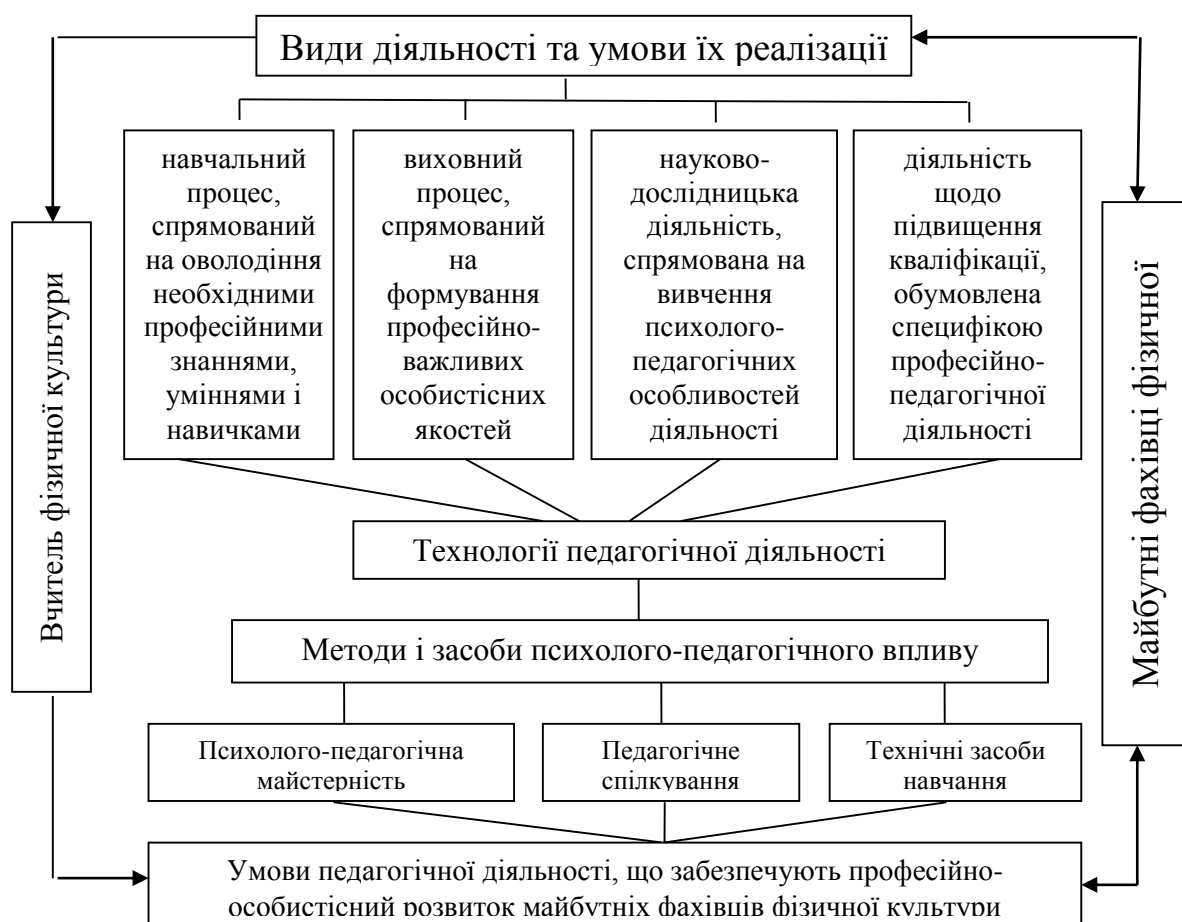 Види діяльності та умови їх реалізації
навчальний
процес,
спрямований
на оволодіння
необхідними
професійними
знаннями,
уміннями і
навичками
виховний
процес,
спрямований
на
формування
професійно-
важливих
особистісних
якостей
науково-
дослідницька
діяльність,
спрямована на
вивчення
психолого-
педагогічних
особливостей
діяльності
діяльність
щодо
підвищення
кваліфікації,
обумовлена
специфікою
професійно-
педагогічної
діяльності
Вчитель фізичної культури
Майбутні фахівці фізичної
Технології педагогічної діяльності
Методи і засоби психолого-педагогічного впливу
Психолого-педагогічна
майстерність
Педагогічне
спілкування
Технічні засоби
навчання
Умови педагогічної діяльності, що забезпечують професійно-
особистісний розвиток майбутніх фахівців фізичної культури